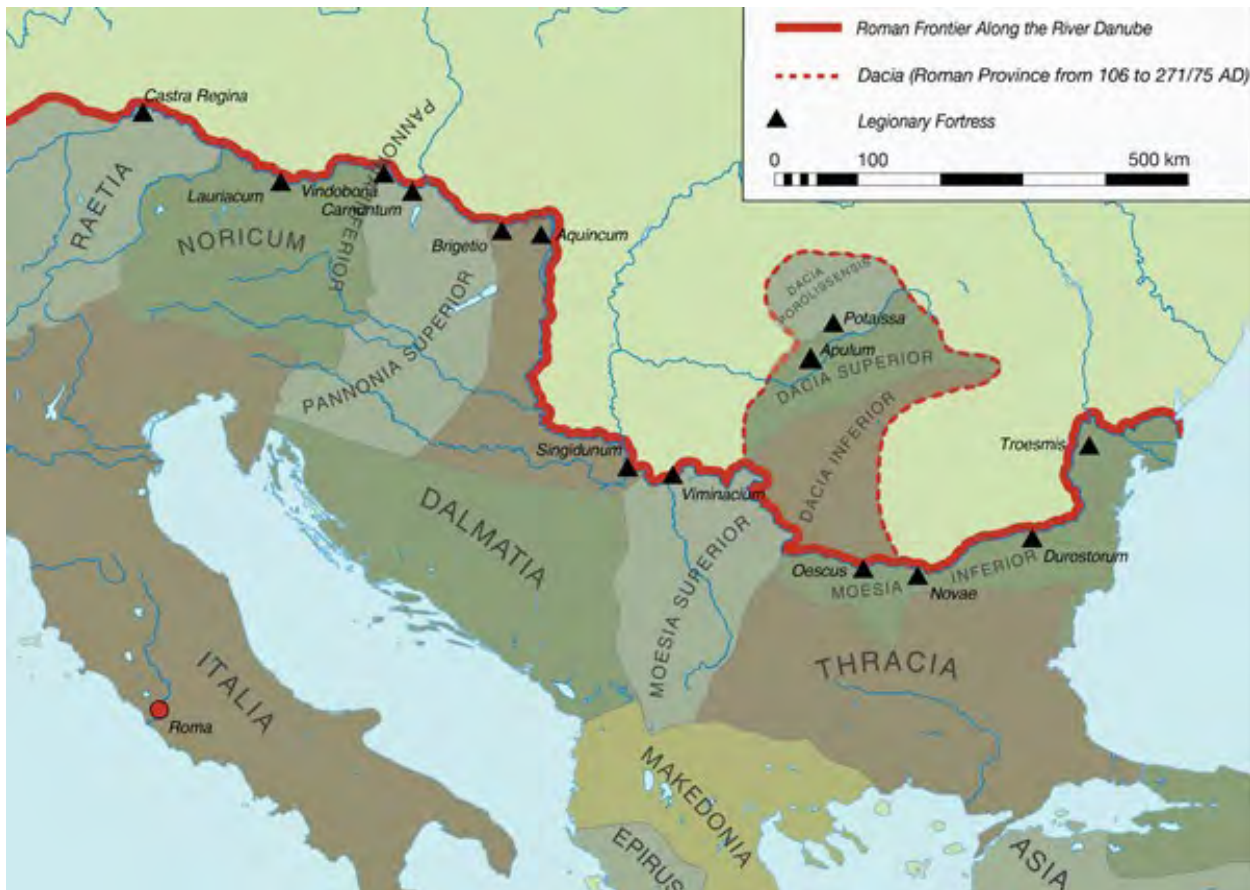 Roman Frontier Along the River Danube
Dacia (Roman Province from 106 to 271/75 AD)
Legionary Fortress
0 100 500 km
Castra Regina
PANNONIA INFERIOR
RAETIA
Lauriacum
Vindobona
Carnuntum
NORICUM
Brigetio
Aquincum
PANNONIA SUPERIOR
DACIA POROLISSENSIS
Potaissa
Apulum
DACIA SUPERIOR
DACIA INFERIOR
Singidunum
Viminacium
Troesmis
DALMATIA
MOESIA SUPERIOR
Oescus
Novae
Durostorum
MOESIA INFERIOR
THRACIA
ITALIA
Roma
MAKEDONIA
EPIRUS
ASIA